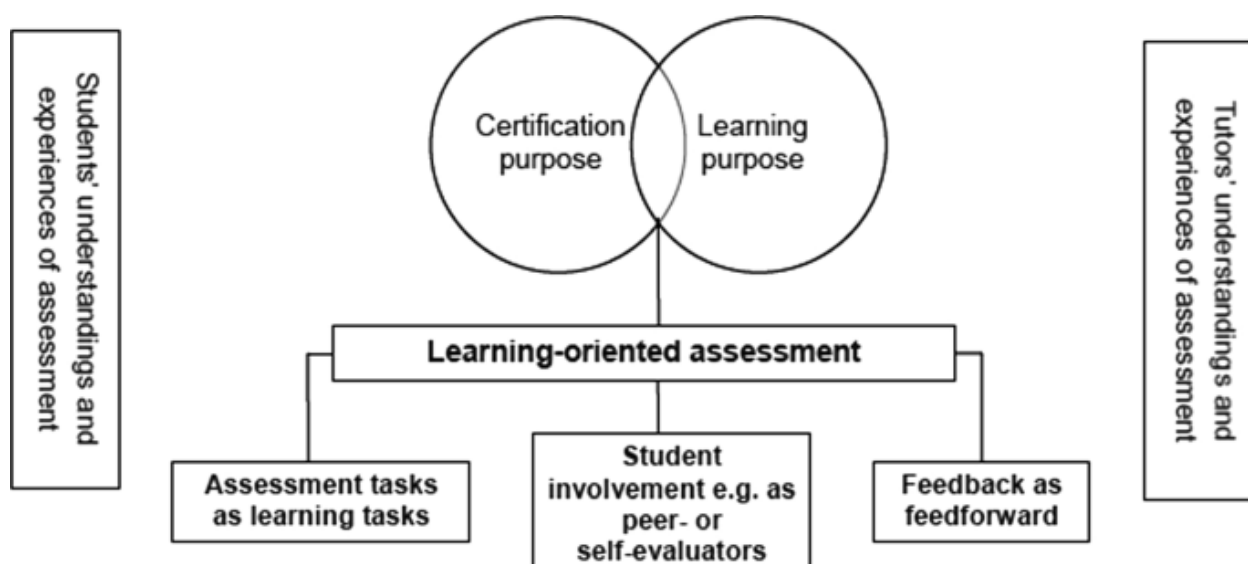 Students' understandings and
experiences of assessment
Certification
purpose
Learning
purpose
Tutors' understandings and
experiences of assessment
Learning-oriented assessment
Assessment tasks
as learning tasks
Student
involvement e.g. as
peer- or
self-evaluators
Feedback as
feedforward